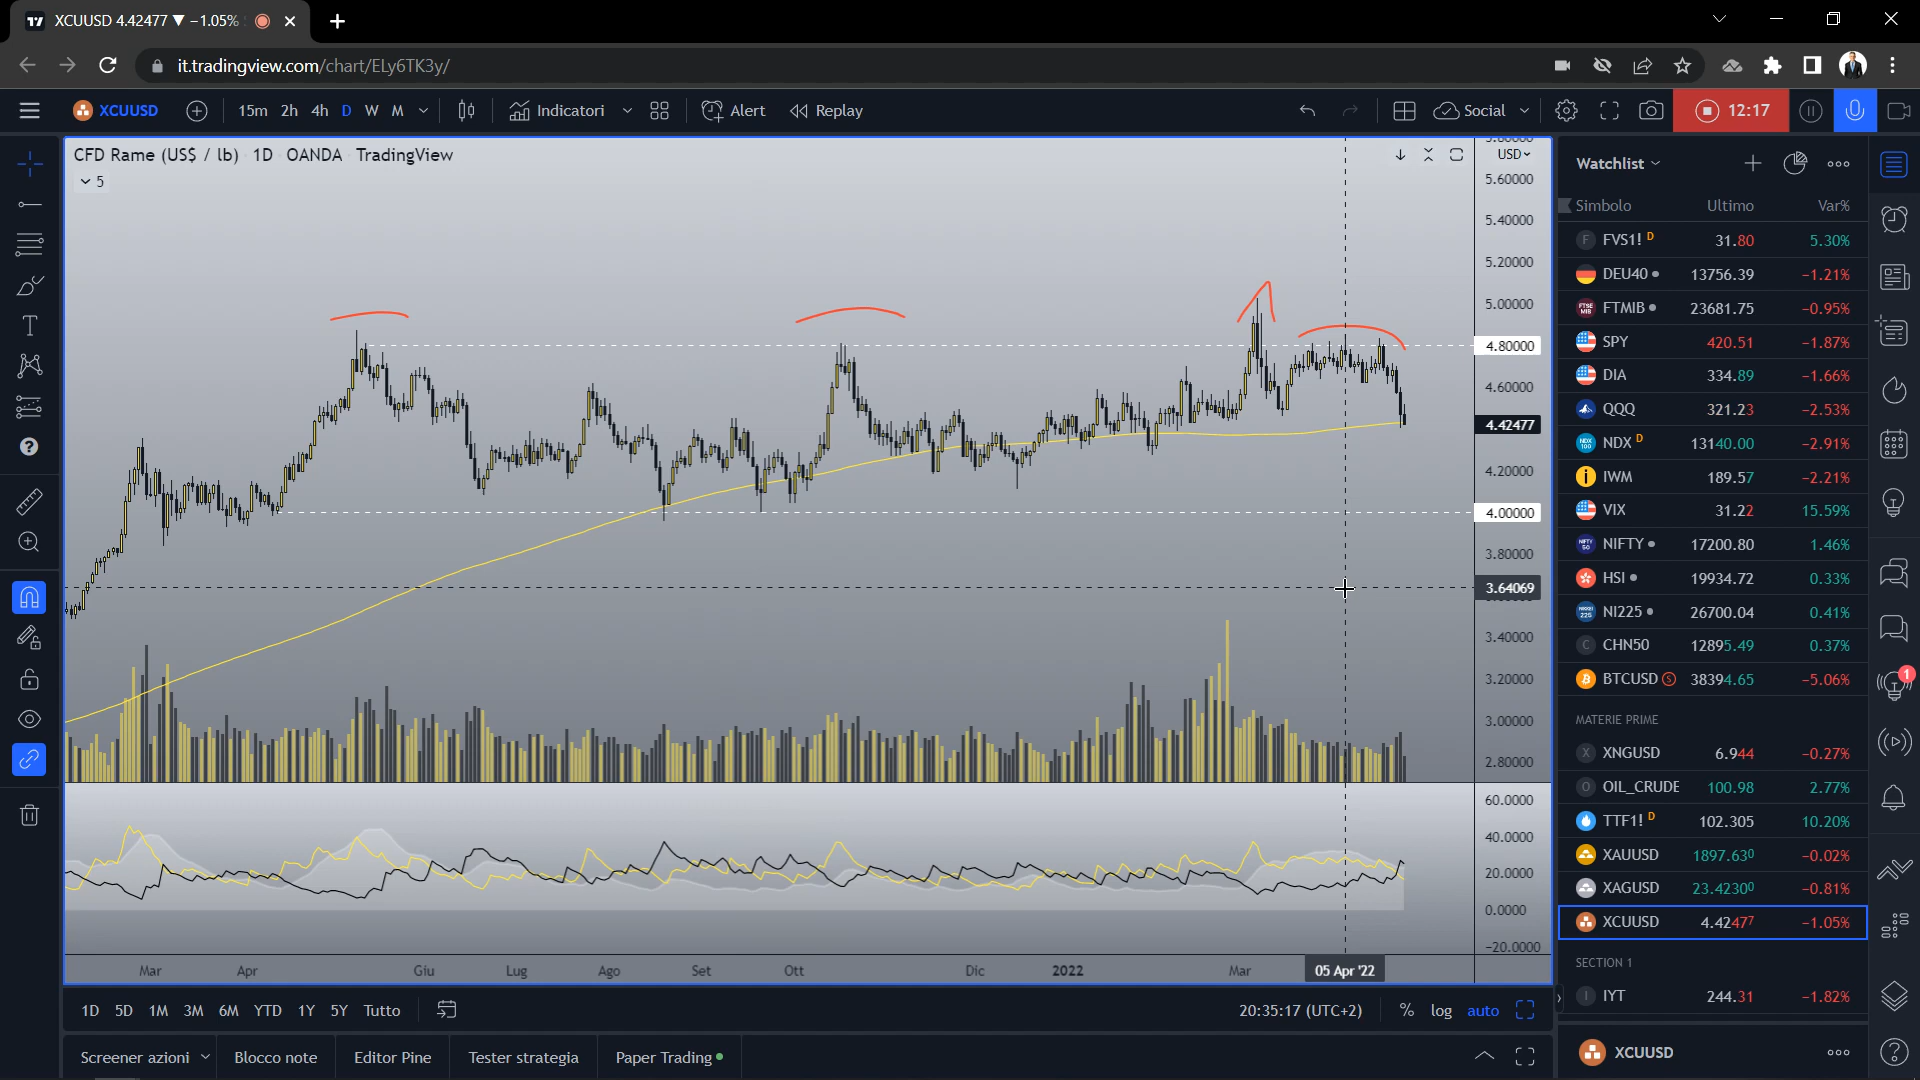 XCUUSD 4.42477 ▼ −1.05%
it.tradingview.com/chart/ELy6TK3y/
XCUUSD 15m 2h 4h D W M Indicatori Alert Replay Social 12:17
CFD Rame (US$ / lb) 1D OANDA TradingView
5
USD
5.60000
5.40000
5.20000
5.00000
4.80000
4.60000
4.42477
4.20000
4.00000
3.80000
3.64069
3.40000
3.20000
3.00000
2.80000
60.0000
40.0000
20.0000
0.0000
−20.0000
Mar Apr Giu Lug Ago Set Ott Dic 2022 Mar 05 Apr '22
1D 5D 1M 3M 6M YTD 1Y 5Y Tutto 20:35:17 (UTC+2) % log auto
Screener azioni Blocco note Editor Pine Tester strategia Paper Trading
Watchlist
Simbolo Ultimo Var%
F FVS1! D 31.80 5.30%
DEU40 13756.39 −1.21%
FTSE MIB FTMIB 23681.75 −0.95%
SPY 420.51 −1.87%
DIA 334.89 −1.66%
QQQ 321.23 −2.53%
NDX 100 NDX D 13140.00 −2.91%
i IWM 189.57 −2.21%
VIX 31.22 15.59%
NIFTY 50 NIFTY 17200.80 1.46%
HSI 19934.72 0.33%
NIKKEI 225 NI225 26700.04 0.41%
C CHN50 12895.49 0.37%
BTCUSD S 38394.65 −5.06%
MATERIE PRIME
X XNGUSD 6.944 −0.27%
O OIL_CRUDE 100.98 2.77%
TTF1! D 102.305 10.20%
XAUUSD 1897.630 −0.02%
XAGUSD 23.42300 −0.81%
XCUUSD 4.42477 −1.05%
SECTION 1
I IYT 244.31 −1.82%
XCUUSD
1